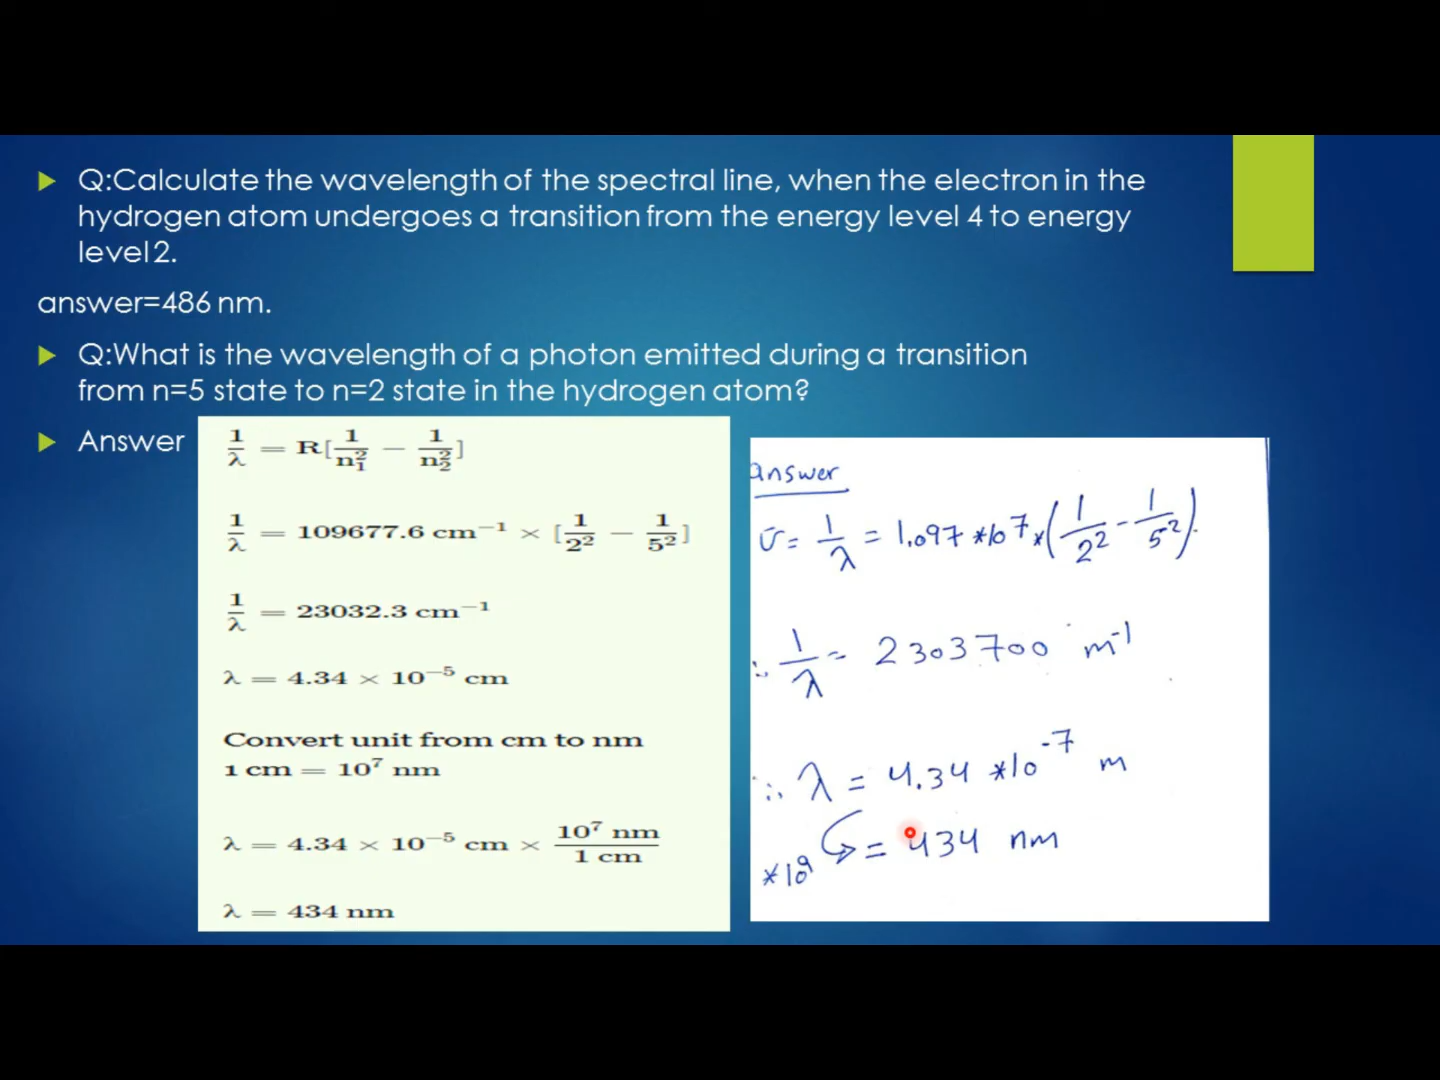 Q:Calculate the wavelength of the spectral line, when the electron in the
hydrogen atom undergoes a transition from the energy level 4 to energy
level 2.
answer=486 nm.
Q:What is the wavelength of a photon emitted during a transition
from n=5 state to n=2 state in the hydrogen atom?
Answer
1/λ = R[1/n₁² − 1/n₂²]
1/λ = 109677.6 cm⁻¹ × [1/2² − 1/5²]
1/λ = 23032.3 cm⁻¹
λ = 4.34 × 10⁻⁵ cm
Convert unit from cm to nm
1 cm = 10⁷ nm
λ = 4.34 × 10⁻⁵ cm × 10⁷ nm/1 cm
λ = 434 nm
answer
ῡ = 1/λ = 1.097 *10⁷ * (1/2² - 1/5²).
∴ 1/λ = 2303700 m⁻¹
∴ λ = 4.34 *10⁻⁷ m
= 434 nm
*10⁹